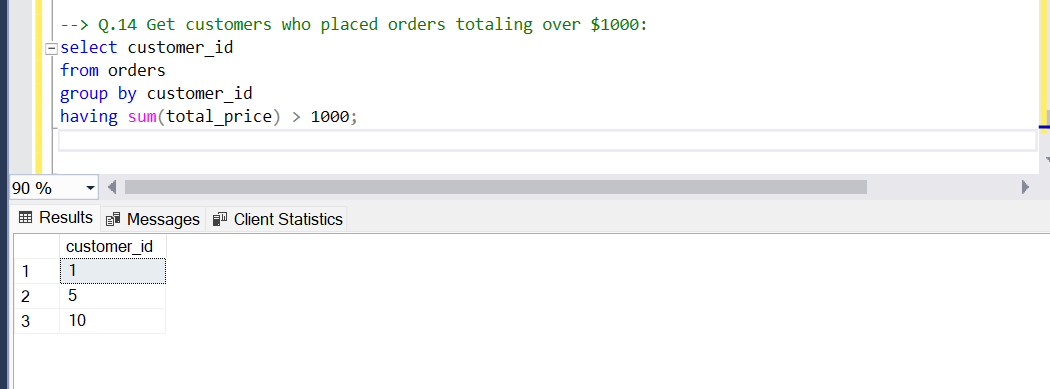 --> Q.14 Get customers who placed orders totaling over $1000:
select customer_id
from orders
group by customer_id
having sum(total_price) > 1000;
90 %
Results Messages Client Statistics
customer_id
1 1
2 5
3 10